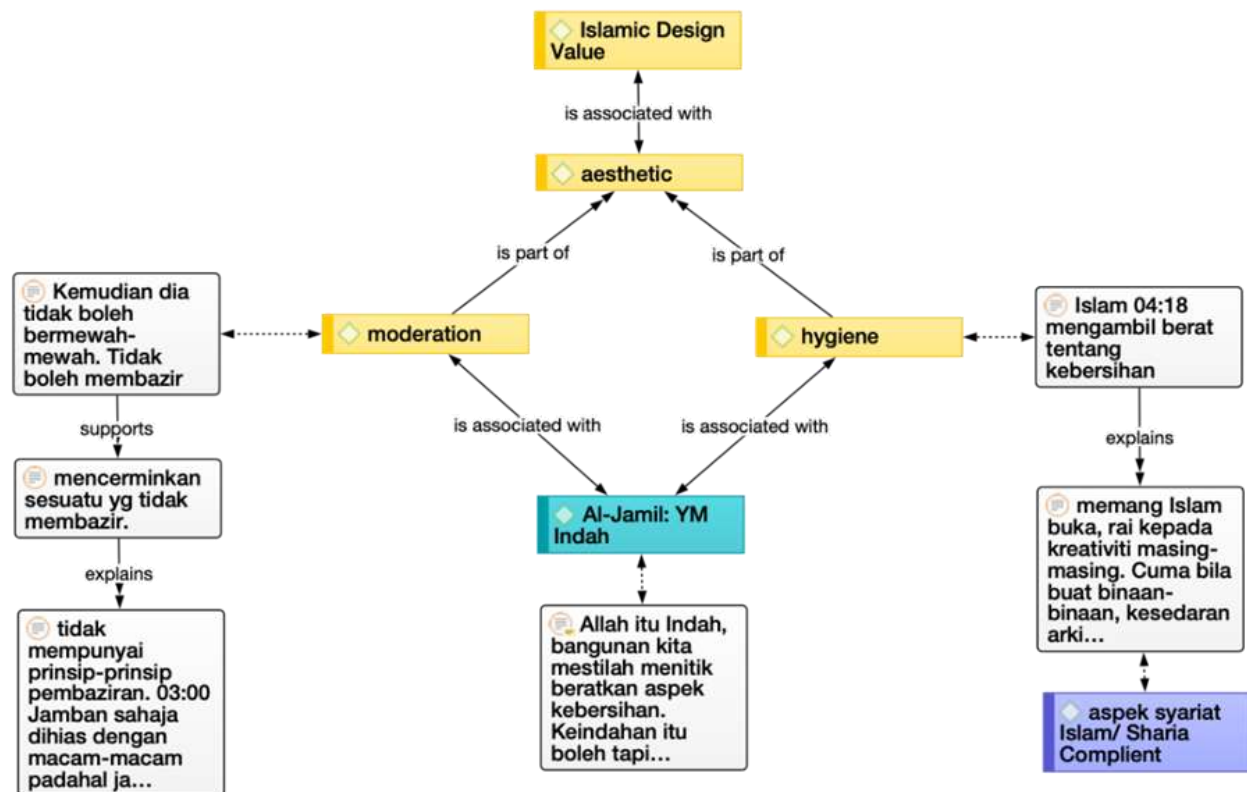 Islamic Design
Value
is associated with
aesthetic
is part of
is part of
Kemudian dia
tidak boleh
bermewah-
mewah. Tidak
boleh membazir
moderation
hygiene
Islam 04:18
mengambil berat
tentang
kebersihan
supports
is associated with
is associated with
explains
mencerminkan
sesuatu yg tidak
membazir.
Al-Jamil: YM
Indah
memang Islam
buka, rai kepada
kreativiti masing-
masing. Cuma bila
buat binaan-
binaan, kesedaran
arki...
explains
tidak
mempunyai
prinsip-prinsip
pembaziran. 03:00
Jamban sahaja
dihias dengan
macam-macam
padahal ja...
Allah itu Indah,
bangunan kita
mestilah menitik
beratkan aspek
kebersihan.
Keindahan itu
boleh tapi...
aspek syariat
Islam/ Sharia
Complient